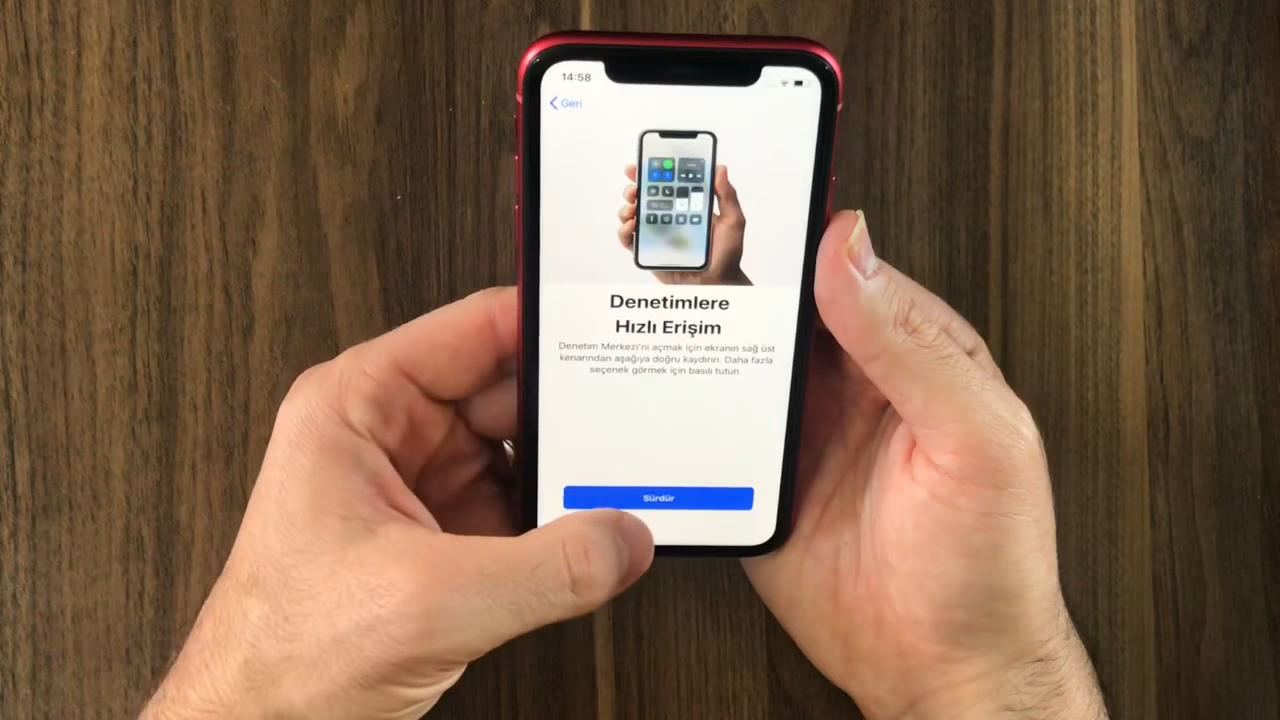 14:58
Geri
Denetimlere
Hızlı Erişim
Denetim Merkezi'ni açmak için ekranın sağ üst
kenarından aşağıya doğru kaydırın. Daha fazla
seçenek görmek için basılı tutun.
Sürdür